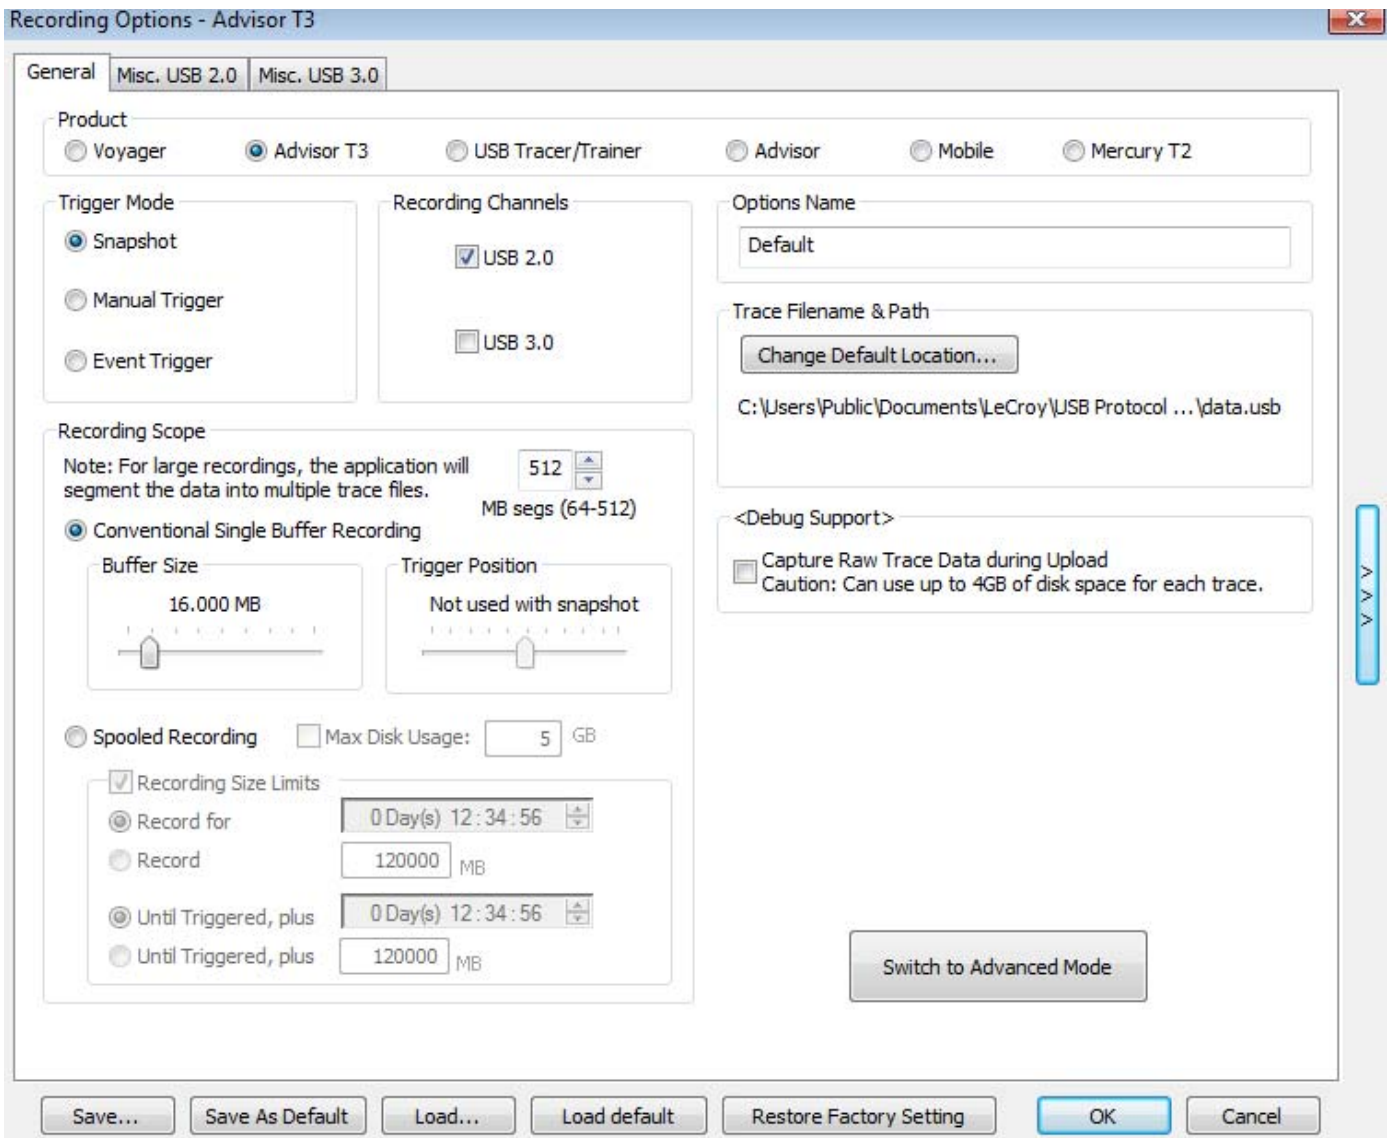 Recording Options - Advisor T3
General
Misc. USB 2.0
Misc. USB 3.0
Product
Voyager
Advisor T3
USB Tracer/Trainer
Advisor
Mobile
Mercury T2
Trigger Mode
Snapshot
Manual Trigger
Event Trigger
Recording Channels
USB 2.0
USB 3.0
Options Name
Default
Trace Filename & Path
Change Default Location...
C:\Users\Public\Documents\LeCroy\USB Protocol ...\data.usb
Recording Scope
Note: For large recordings, the application will
segment the data into multiple trace files.
512
MB segs (64-512)
Conventional Single Buffer Recording
Buffer Size
16.000 MB
Trigger Position
Not used with snapshot
<Debug Support>
Capture Raw Trace Data during Upload
Caution: Can use up to 4GB of disk space for each trace.
>
>
>
Spooled Recording
Max Disk Usage:
5
GB
Recording Size Limits
Record for
0 Day(s) 12 : 34 : 56
Record
120000
MB
Until Triggered, plus
0 Day(s) 12 : 34 : 56
Until Triggered, plus
120000
MB
Switch to Advanced Mode
Save...
Save As Default
Load...
Load default
Restore Factory Setting
OK
Cancel